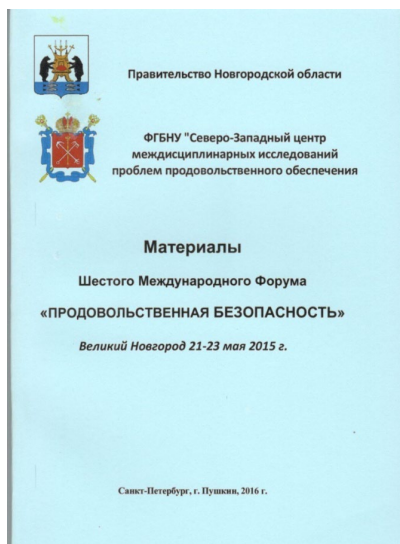 Правительство Новгородской области
ФГБНУ "Северо-Западный центр
междисциплинарных исследований
проблем продовольственного обеспечения
Материалы
Шестого Международного Форума
«ПРОДОВОЛЬСТВЕННАЯ БЕЗОПАСНОСТЬ»
Великий Новгород 21-23 мая 2015 г.
Санкт-Петербург, г. Пушкин, 2016 г.